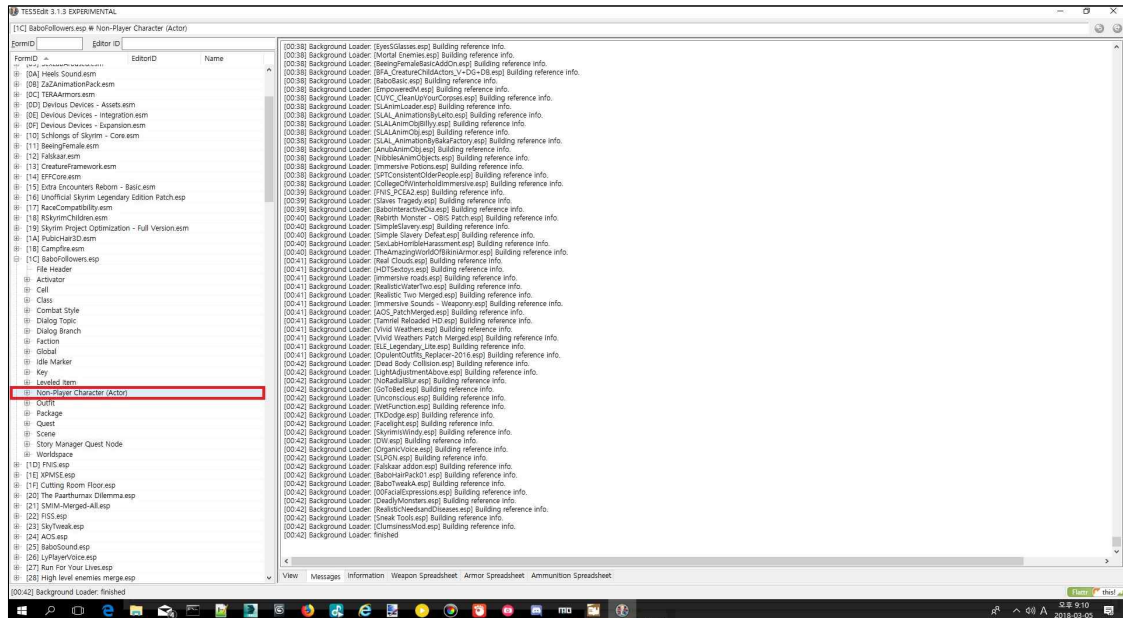 TES5Edit 3.1.3 EXPERIMENTAL
[1C] BaboFollowers.esp \ Non-Player Character (Actor)
FormID
Editor ID
FormID
EditorID
Name
[0A] Heels Sound.esm
[0B] ZaZAnimationPack.esm
[0C] TERAArmors.esm
[0D] Devious Devices - Assets.esm
[0E] Devious Devices - Integration.esm
[0F] Devious Devices - Expansion.esm
[10] Schlongs of Skyrim - Core.esm
[11] BeeingFemale.esm
[12] Falskaar.esm
[13] CreatureFramework.esm
[14] EFFCore.esm
[15] Extra Encounters Reborn - Basic.esm
[16] Unofficial Skyrim Legendary Edition Patch.esp
[17] RaceCompatibility.esm
[18] RSkyrimChildren.esm
[19] Skyrim Project Optimization - Full Version.esm
[1A] PubicHair3D.esm
[1B] Campfire.esm
[1C] BaboFollowers.esp
File Header
Activator
Cell
Class
Combat Style
Dialog Topic
Dialog Branch
Faction
Global
Idle Marker
Key
Leveled Item
Non-Player Character (Actor)
Outfit
Package
Quest
Scene
Story Manager Quest Node
Worldspace
[1D] FNIS.esp
[1E] XPMSE.esp
[1F] Cutting Room Floor.esp
[20] The Paarthurnax Dilemma.esp
[21] SMIM-Merged-All.esp
[22] FISS.esp
[23] SkyTweak.esp
[24] AOS.esp
[25] BaboSound.esp
[26] LyPlayerVoice.esp
[27] Run For Your Lives.esp
[28] High level enemies merge.esp
[00:38] Background Loader: [EyesSGlasses.esp] Building reference info.
[00:38] Background Loader: [Mortal Enemies.esp] Building reference info.
[00:38] Background Loader: [BeeingFemaleBasicAddOn.esp] Building reference info.
[00:38] Background Loader: [BFA_CreatureChildActors_V+DG+DB.esp] Building reference info.
[00:38] Background Loader: [BaboBasic.esp] Building reference info.
[00:38] Background Loader: [EmpoweredM.esp] Building reference info.
[00:38] Background Loader: [CUYC_CleanUpYourCorpses.esp] Building reference info.
[00:38] Background Loader: [SLAnimLoader.esp] Building reference info.
[00:38] Background Loader: [SLAL_AnimationsByLeito.esp] Building reference info.
[00:38] Background Loader: [SLALAnimObjBillyy.esp] Building reference info.
[00:38] Background Loader: [SLALAnimObj.esp] Building reference info.
[00:38] Background Loader: [SLAL_AnimationByBakaFactory.esp] Building reference info.
[00:38] Background Loader: [AnubAnimObj.esp] Building reference info.
[00:38] Background Loader: [NibblesAnimObjects.esp] Building reference info.
[00:38] Background Loader: [Immersive Potions.esp] Building reference info.
[00:38] Background Loader: [SPTConsistentOlderPeople.esp] Building reference info.
[00:38] Background Loader: [CollegeOfWinterholdImmersive.esp] Building reference info.
[00:39] Background Loader: [FNIS_PCEA2.esp] Building reference info.
[00:39] Background Loader: [Slaves Tragedy.esp] Building reference info.
[00:39] Background Loader: [BaboInteractiveDia.esp] Building reference info.
[00:40] Background Loader: [Rebirth Monster - OBIS Patch.esp] Building reference info.
[00:40] Background Loader: [SimpleSlavery.esp] Building reference info.
[00:40] Background Loader: [Simple Slavery Defeat.esp] Building reference info.
[00:40] Background Loader: [SexLabHorribleHarassment.esp] Building reference info.
[00:40] Background Loader: [TheAmazingWorldOfBikiniArmor.esp] Building reference info.
[00:41] Background Loader: [Real Clouds.esp] Building reference info.
[00:41] Background Loader: [HDTSextoys.esp] Building reference info.
[00:41] Background Loader: [Immersive roads.esp] Building reference info.
[00:41] Background Loader: [RealisticWaterTwo.esp] Building reference info.
[00:41] Background Loader: [Realistic Two Merged.esp] Building reference info.
[00:41] Background Loader: [Immersive Sounds - Weaponry.esp] Building reference info.
[00:41] Background Loader: [AOS_PatchMerged.esp] Building reference info.
[00:41] Background Loader: [Tamriel Reloaded HD.esp] Building reference info.
[00:41] Background Loader: [Vivid Weathers.esp] Building reference info.
[00:41] Background Loader: [Vivid Weathers Patch Merged.esp] Building reference info.
[00:41] Background Loader: [ELE_Legendary_Lite.esp] Building reference info.
[00:41] Background Loader: [OpulentOutfits_Replacer-2016.esp] Building reference info.
[00:42] Background Loader: [Dead Body Collision.esp] Building reference info.
[00:42] Background Loader: [LightAdjustmentAbove.esp] Building reference info.
[00:42] Background Loader: [NoRadialBlur.esp] Building reference info.
[00:42] Background Loader: [GoToBed.esp] Building reference info.
[00:42] Background Loader: [Unconscious.esp] Building reference info.
[00:42] Background Loader: [WetFunction.esp] Building reference info.
[00:42] Background Loader: [TKDodge.esp] Building reference info.
[00:42] Background Loader: [Facelight.esp] Building reference info.
[00:42] Background Loader: [SkyrimIsWindy.esp] Building reference info.
[00:42] Background Loader: [DW.esp] Building reference info.
[00:42] Background Loader: [OrganicVoice.esp] Building reference info.
[00:42] Background Loader: [SLPGN.esp] Building reference info.
[00:42] Background Loader: [Falskaar addon.esp] Building reference info.
[00:42] Background Loader: [BaboHairPack01.esp] Building reference info.
[00:42] Background Loader: [BaboTweakA.esp] Building reference info.
[00:42] Background Loader: [00FacialExpressions.esp] Building reference info.
[00:42] Background Loader: [DeadlyMonsters.esp] Building reference info.
[00:42] Background Loader: [RealisticNeedsandDiseases.esp] Building reference info.
[00:42] Background Loader: [Sneak Tools.esp] Building reference info.
[00:42] Background Loader: [ClumsinessMod.esp] Building reference info.
[00:42] Background Loader: finished
View Messages Information Weapon Spreadsheet Armor Spreadsheet Ammunition Spreadsheet
[00:42] Background Loader: finished
Flattr this!
A
오후 9:10
2018-03-05